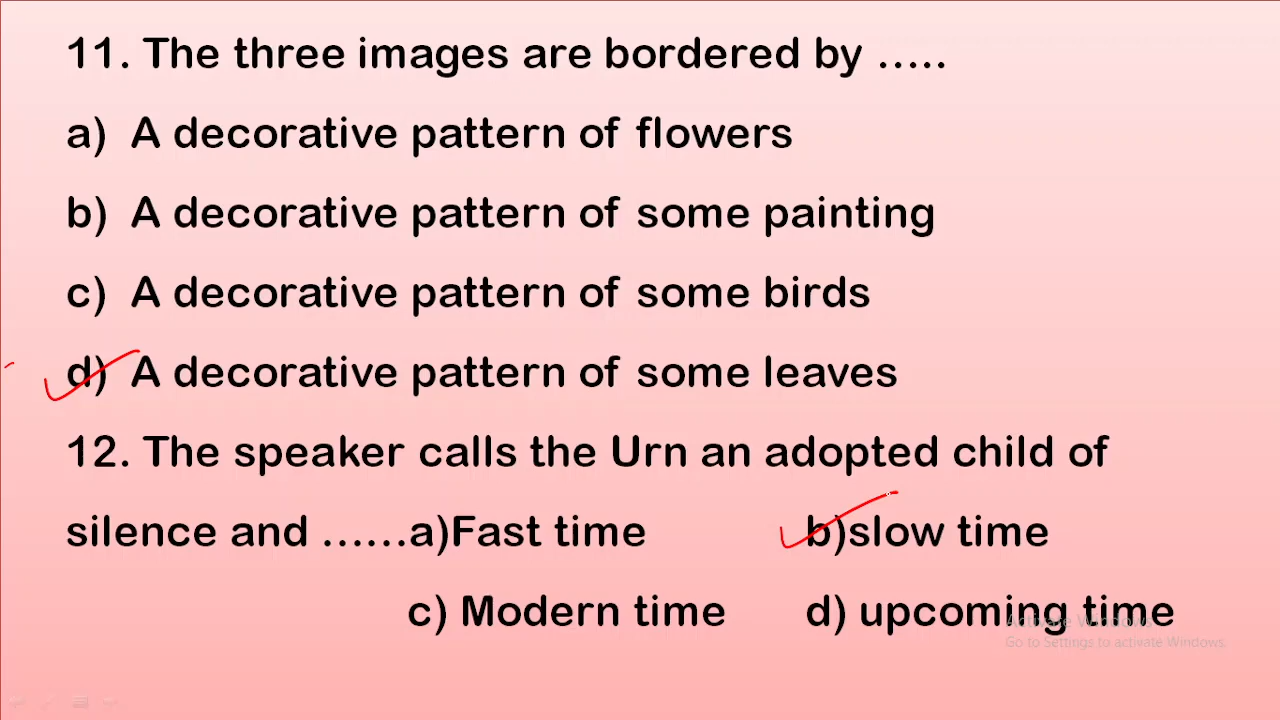 11. The three images are bordered by .....
a) A decorative pattern of flowers
b) A decorative pattern of some painting
c) A decorative pattern of some birds
d) A decorative pattern of some leaves
12. The speaker calls the Urn an adopted child of
silence and ......a)Fast time b)slow time
c) Modern time d) upcoming time
Activate Windows
Go to Settings to activate Windows.